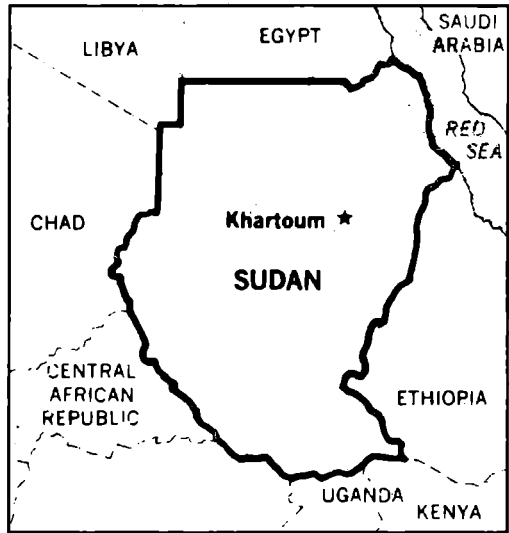 SAUDI
ARABIA
EGYPT
LIBYA
RED
SEA
CHAD
Khartoum
SUDAN
CENTRAL
AFRICAN
REPUBLIC
ETHIOPIA
UGANDA
KENYA